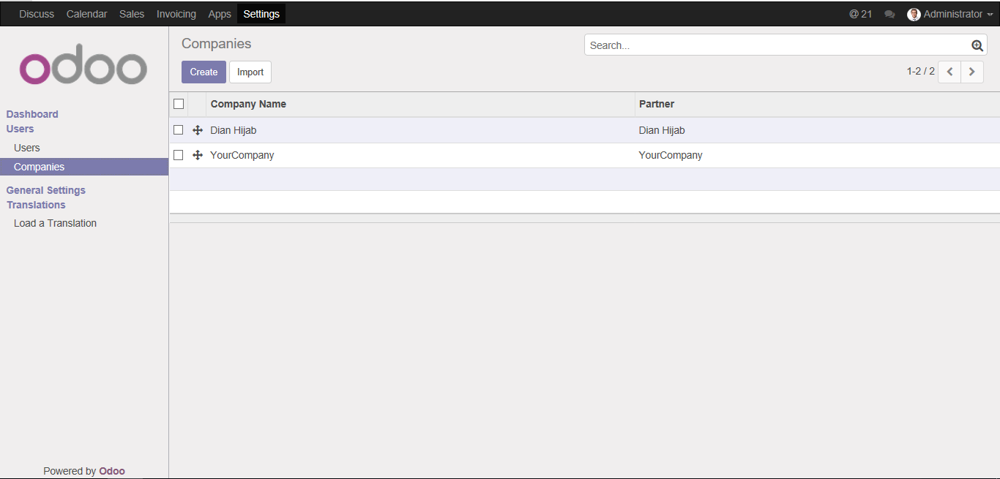 Discuss Calendar Sales Invoicing Apps Settings @ 21 Administrator
odoo
Dashboard
Users
Users
Companies
General Settings
Translations
Load a Translation
Powered by Odoo
Companies
Search...
Create Import
1-2 / 2
Company Name Partner
Dian Hijab Dian Hijab
YourCompany YourCompany